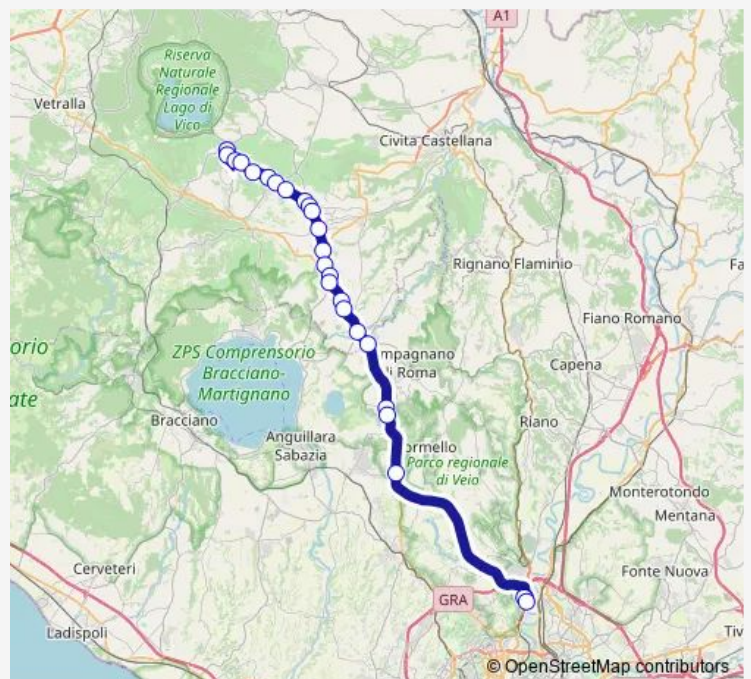 A1
Riserva
Naturale
Regionale
Lago di
Vico
Vetralla
Civita Castellana
Rignano Flaminio
Fa
Fiano Romano
orio
ate
ZPS Comprensorio
Bracciano-
Martignano
mpagnano
di Roma
Capena
Bracciano
Anguillara
Sabazia
ormello
Parco regionale
di Veio
Riano
Monterotondo
Mentana
Cerveteri
Fonte Nuova
GRA
Ladispoli
Tiv
© OpenStreetMap contributors